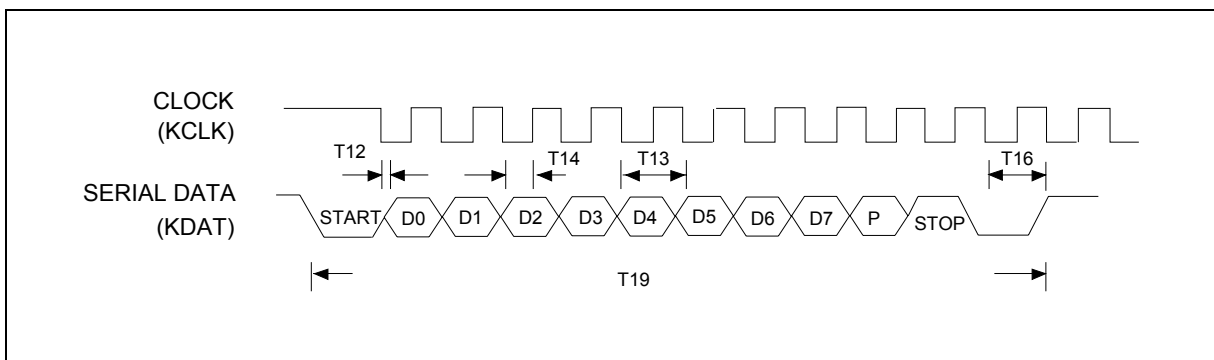 CLOCK
(KCLK)
T12
T14
T13
T16
SERIAL DATA
(KDAT)
START
D0
D1
D2
D3
D4
D5
D6
D7
P
STOP
T19